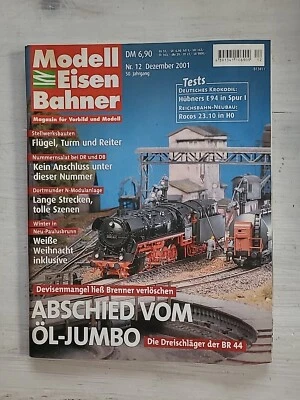 Modell
Eisen
Bahner
Magazin für Vorbild und Modell
DM 6,90
Nr. 12 Dezember 2001
50. Jahrgang
Tests
Deutsches Krokodil:
Hübners E 94 in Spur I
Reichsbahn-Neubau:
Rocos 23.10 in H0
Stellwerksbauten
Flügel, Turm und Reiter
Nummernsalat bei DR und DB
Kein Anschluss unter
dieser Nummer
Dortmunder N-Modulanlage
Lange Strecken,
tolle Szenen
Winter in
Neu-Paulusbrunn
Weiße
Weihnacht
inklusive
Devisenmangel ließ Brenner verlöschen
ABSCHIED VOM
ÖL-JUMBO
Die Dreischläger der BR 44